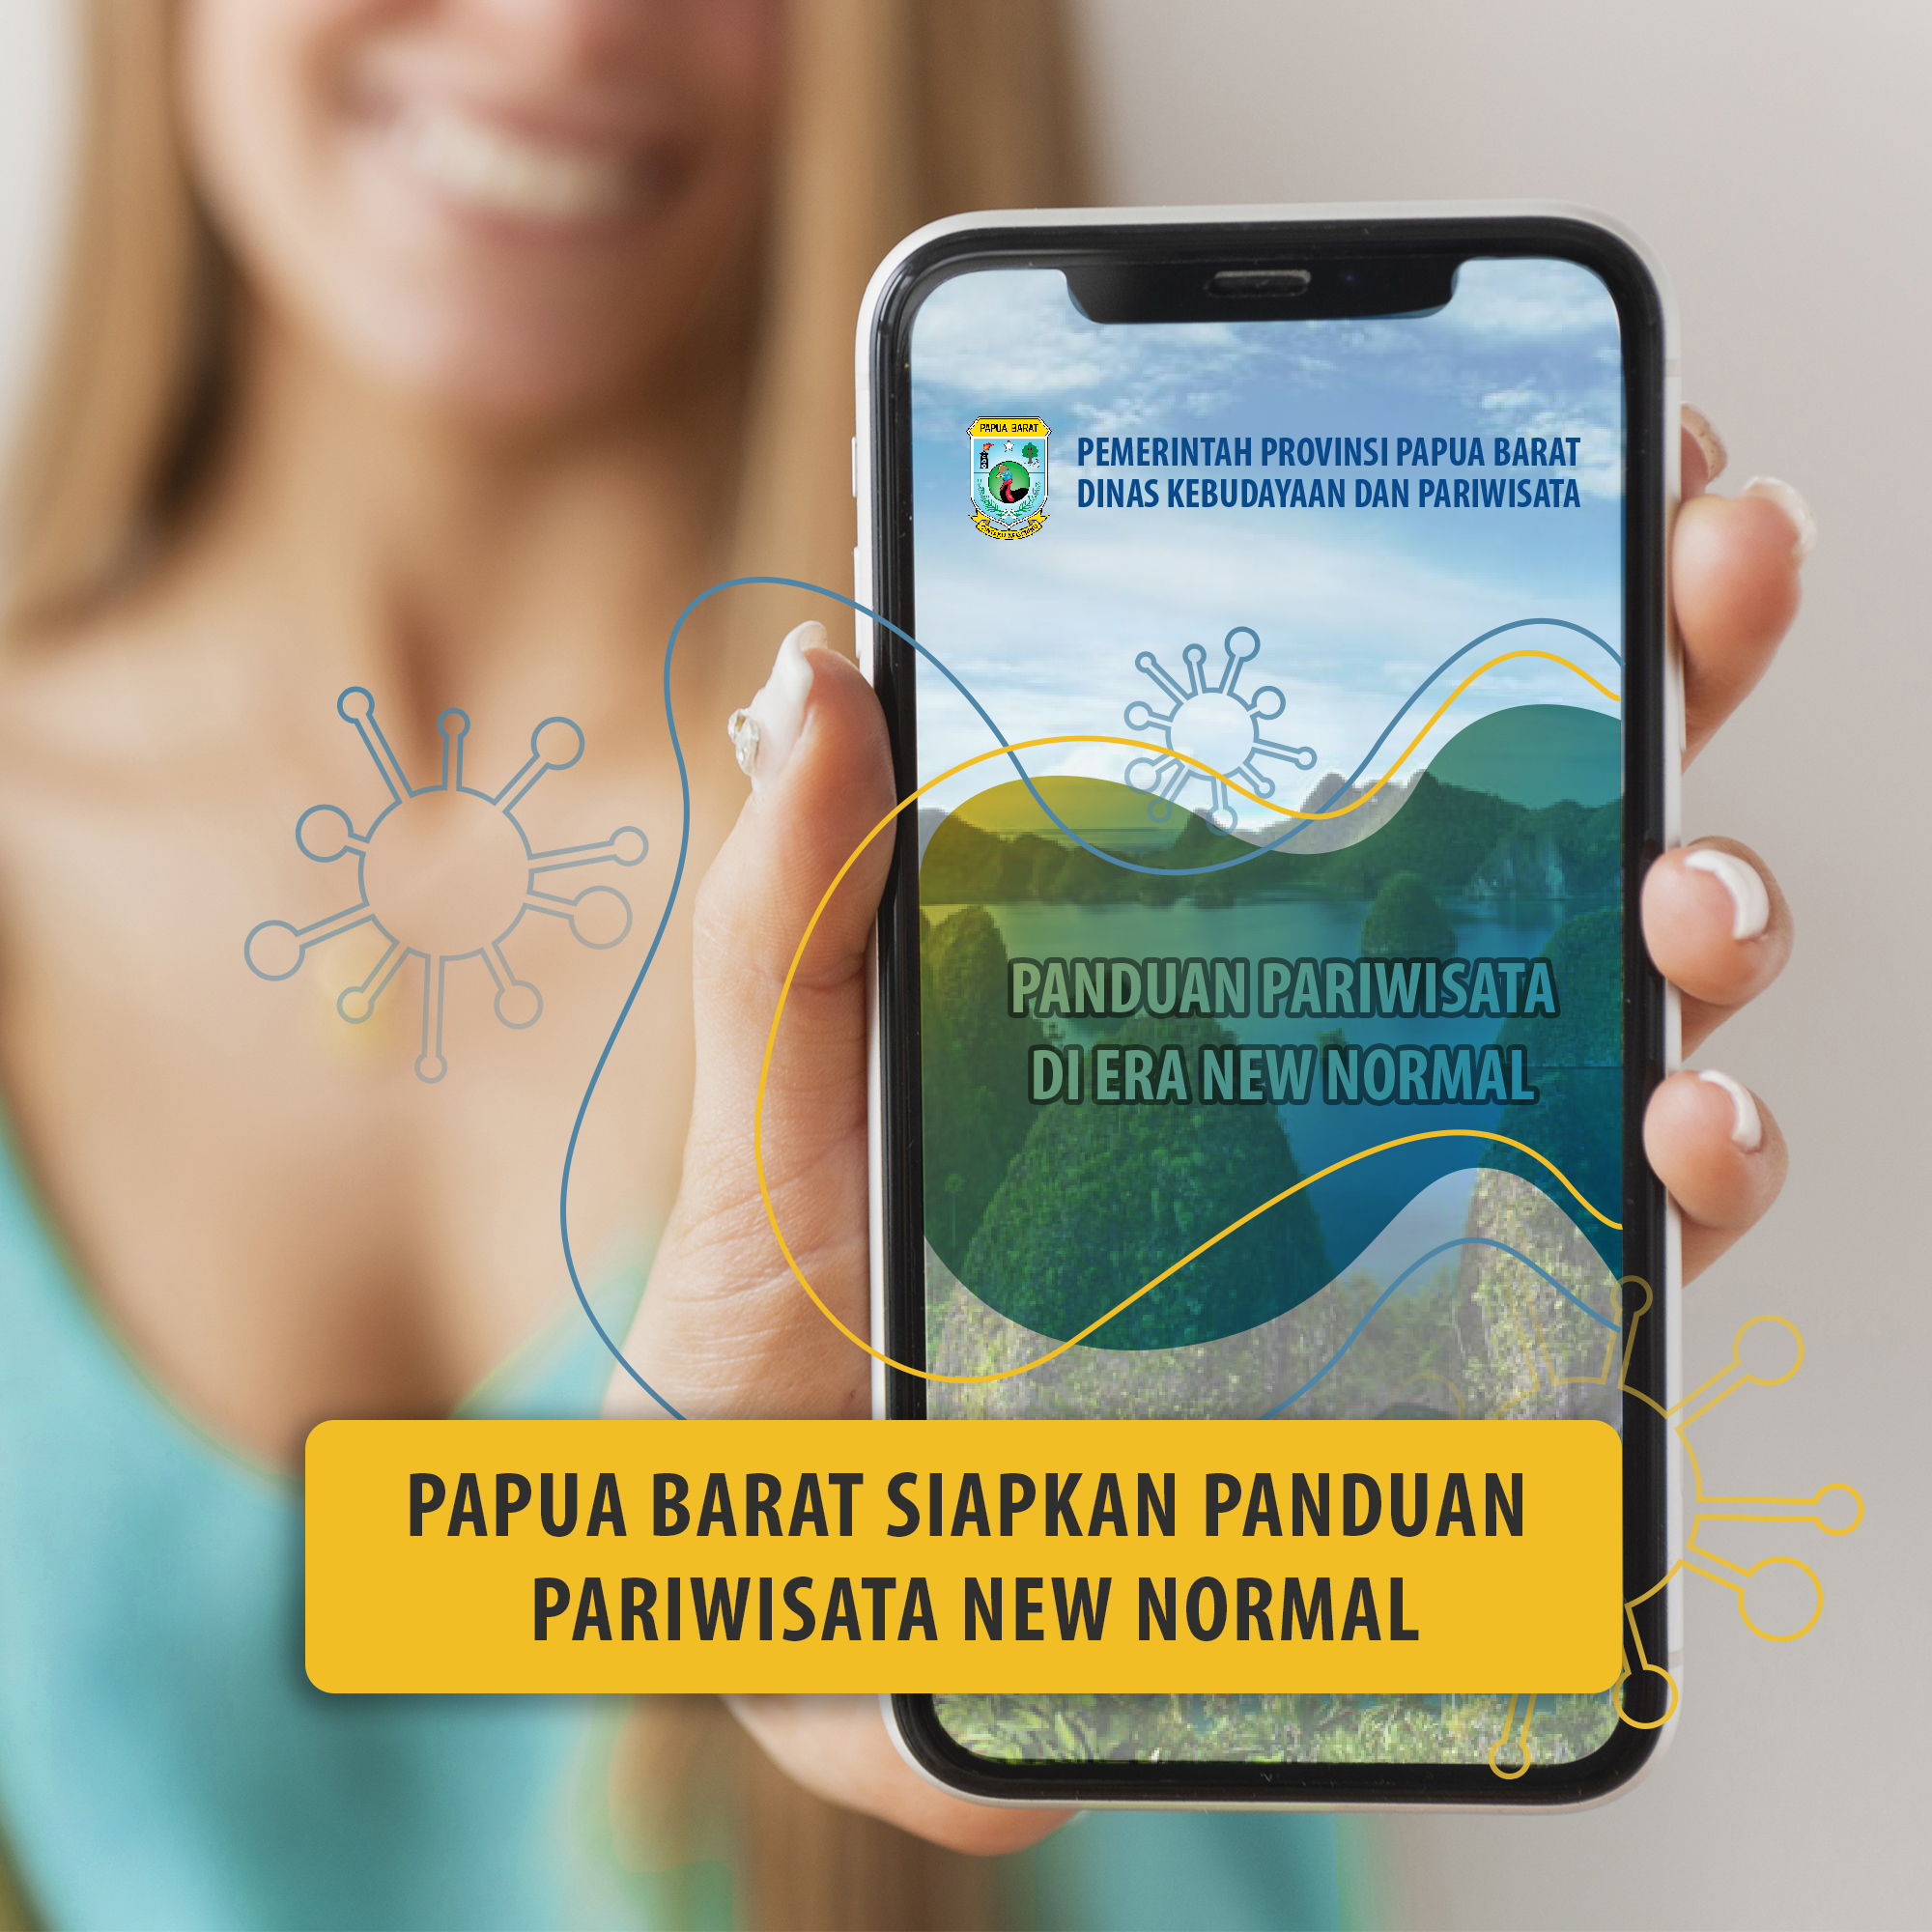 PAPUA BARAT
PEMERINTAH PROVINSI PAPUA BARAT
DINAS KEBUDAYAAN DAN PARIWISATA
PANDUAN PARIWISATA
DI ERA NEW NORMAL
PAPUA BARAT SIAPKAN PANDUAN
PARIWISATA NEW NORMAL